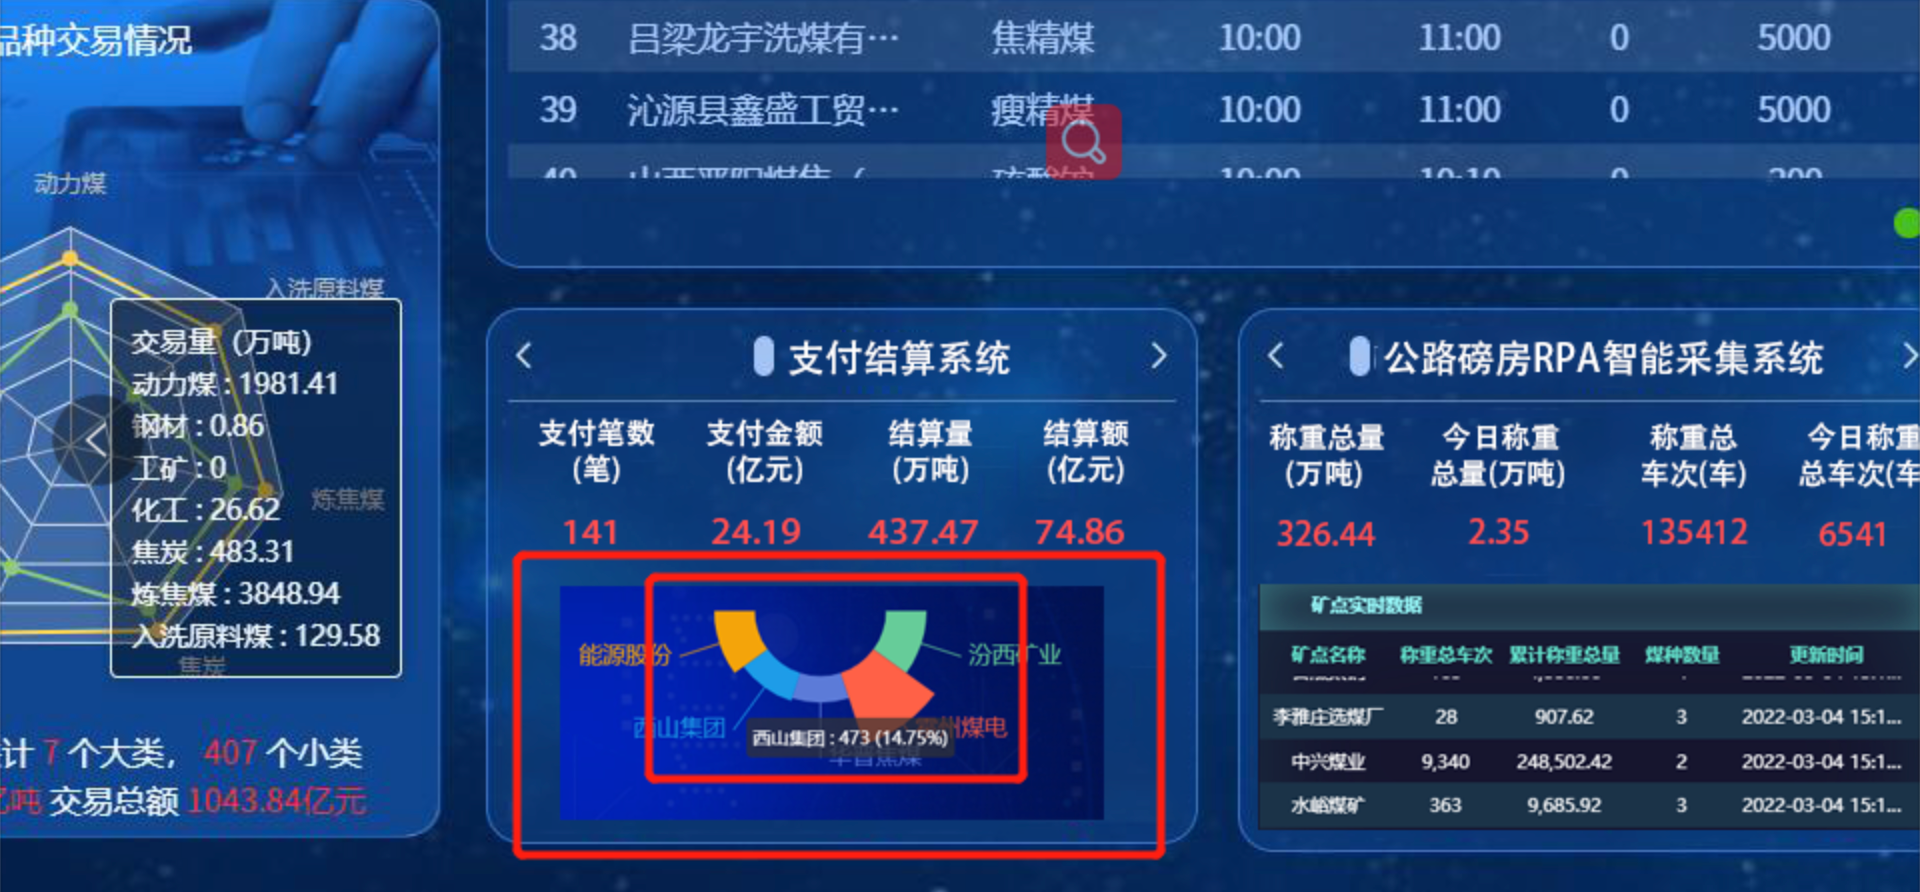 品种交易情况
动力煤
入洗原料煤
交易量（万吨）
动力煤 : 1981.41
钢材 : 0.86
工矿 : 0
化工 : 26.62
焦炭 : 483.31
炼焦煤 : 3848.94
入洗原料煤 : 129.58
炼焦煤
焦炭
计 7 个大类， 407 个小类
亿吨 交易总额 1043.84亿元
38 吕梁龙宇洗煤有… 焦精煤 10:00 11:00 0 5000
39 沁源县鑫盛工贸… 瘦精煤 10:00 11:00 0 5000
支付结算系统
支付笔数 支付金额 结算量 结算额
(笔) (亿元) (万吨) (亿元)
141 24.19 437.47 74.86
能源股份 汾西矿业
西山集团 霍州煤电
西山集团 : 473 (14.75%)
公路磅房RPA智能采集系统
称重总量 今日称重 称重总 今日称重
(万吨) 总量(万吨) 车次(车) 总车次(车
326.44 2.35 135412 6541
矿点实时数据
矿点名称 称重总车次 累计称重总量 煤种数量 更新时间
李雅庄选煤厂 28 907.62 3 2022-03-04 15:1...
中兴煤业 9,340 248,502.42 2 2022-03-04 15:1...
水峪煤矿 363 9,685.92 3 2022-03-04 15:1...